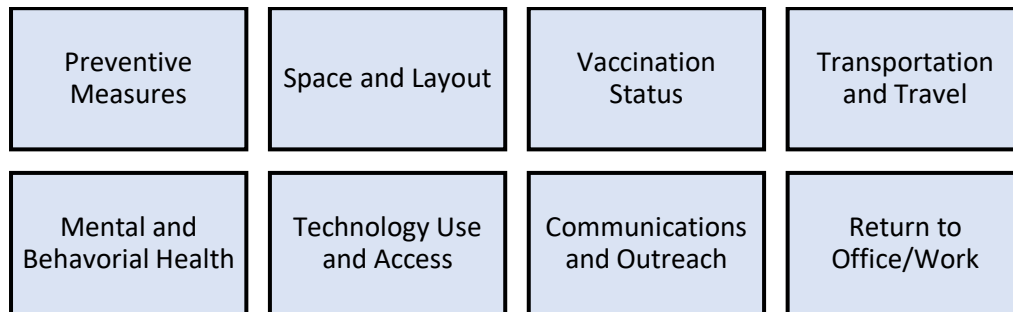 Preventive
Measures
Space and Layout
Vaccination
Status
Transportation
and Travel
Mental and
Behavorial Health
Technology Use
and Access
Communications
and Outreach
Return to
Office/Work